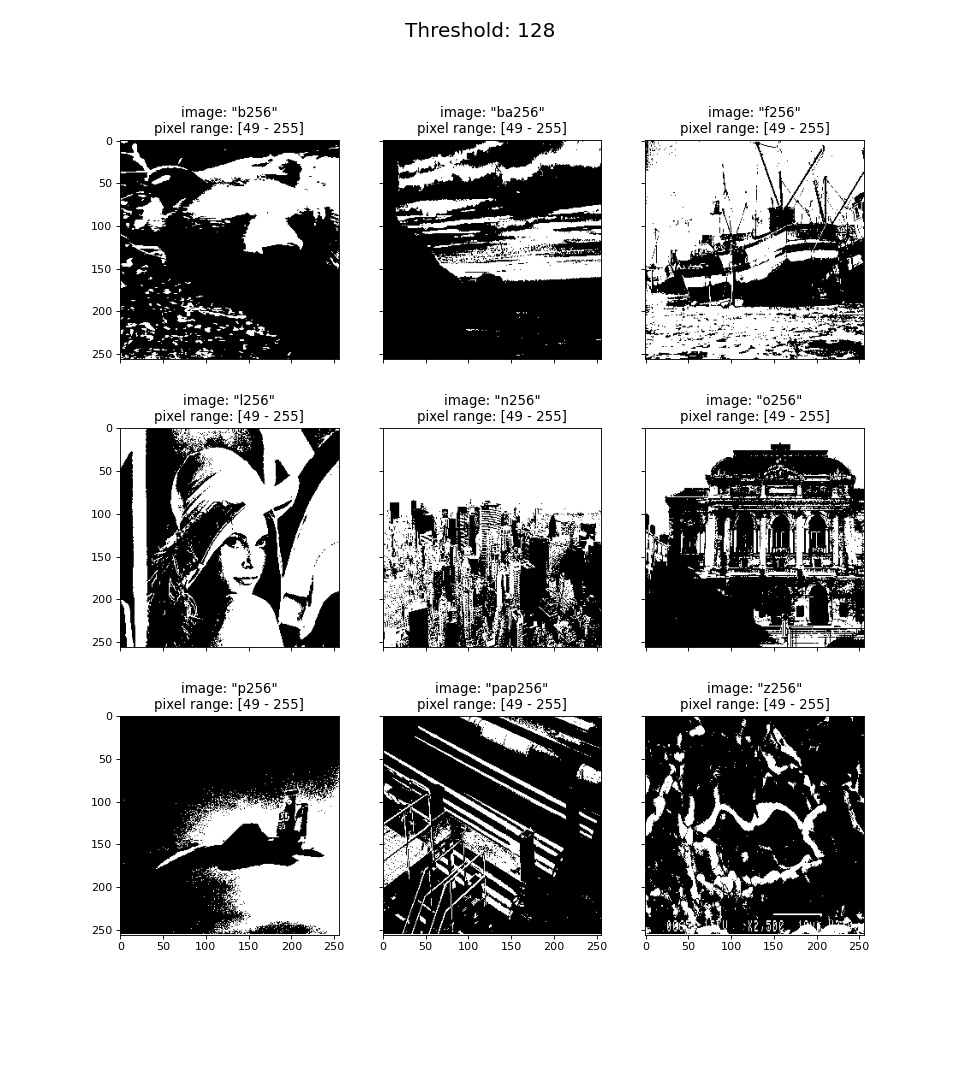 Threshold: 128
image: "b256"
pixel range: [49 - 255]
image: "ba256"
pixel range: [49 - 255]
image: "f256"
pixel range: [49 - 255]
0
50
100
150
200
250
image: "l256"
pixel range: [49 - 255]
image: "n256"
pixel range: [49 - 255]
image: "o256"
pixel range: [49 - 255]
0
50
100
150
200
250
image: "p256"
pixel range: [49 - 255]
image: "pap256"
pixel range: [49 - 255]
image: "z256"
pixel range: [49 - 255]
0
50
100
150
200
250
X2,500
0 50 100 150 200 250
0 50 100 150 200 250
0 50 100 150 200 250